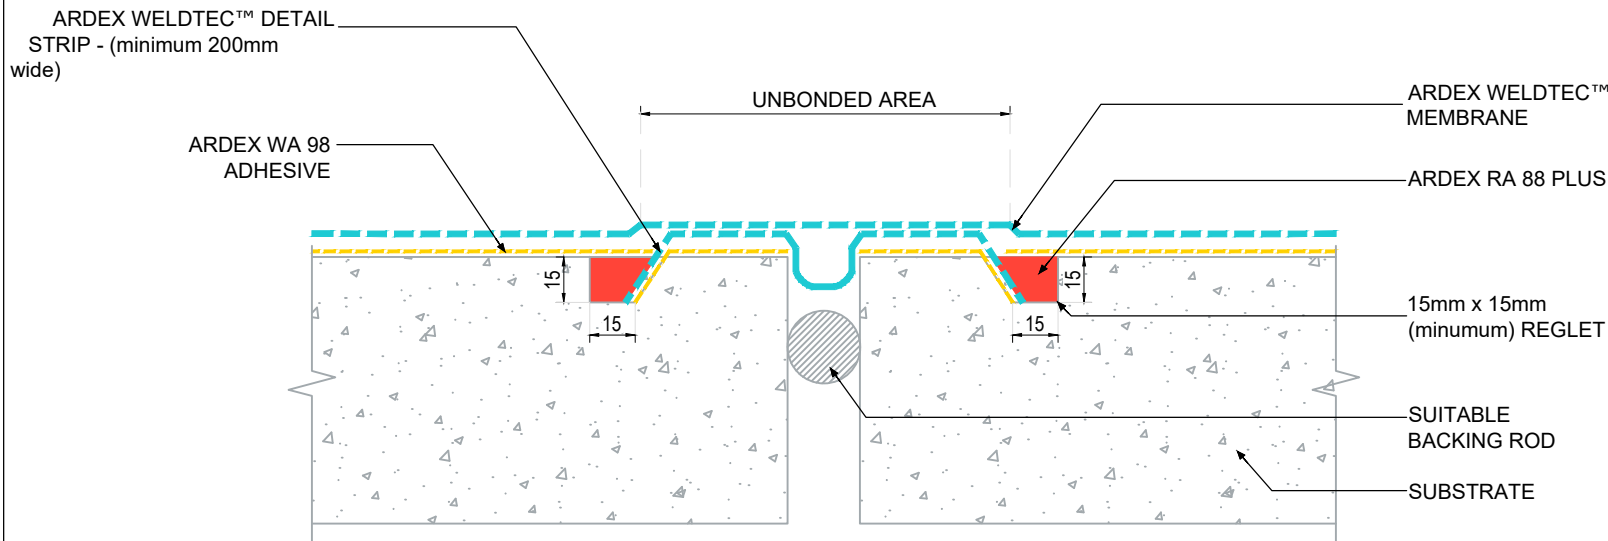 ARDEX WELDTEC™ DETAIL
STRIP - (minimum 200mm
wide)
UNBONDED AREA
ARDEX WELDTEC™
MEMBRANE
ARDEX WA 98
ADHESIVE
ARDEX RA 88 PLUS
15
15
15
15
15mm x 15mm
(minumum) REGLET
SUITABLE
BACKING ROD
SUBSTRATE